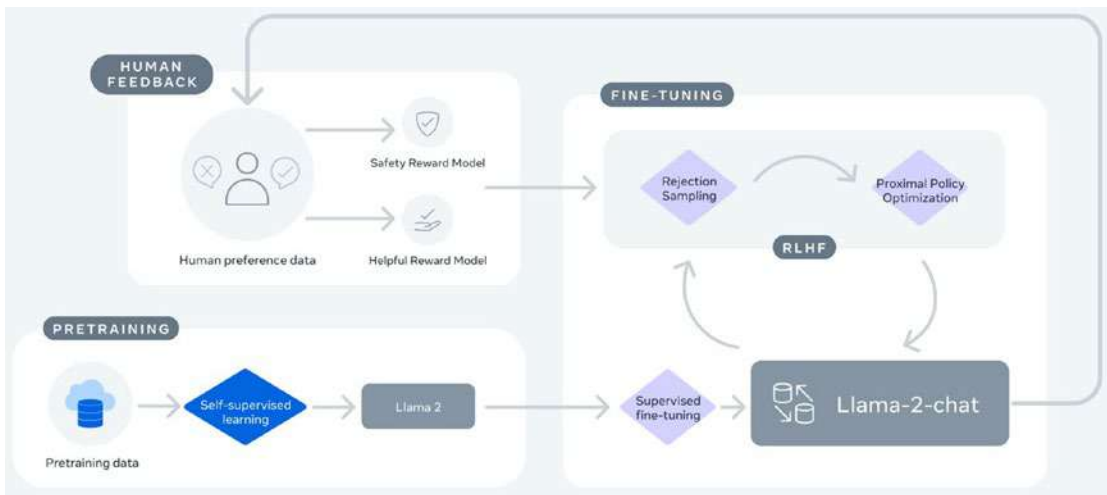 HUMAN
FEEDBACK
Safety Reward Model
Human preference data
Helpful Reward Model
FINE-TUNING
Rejection
Sampling
Proximal Policy
Optimization
RLHF
PRETRAINING
Pretraining data
Self-supervised
learning
Llama 2
Supervised
fine-tuning
Llama-2-chat